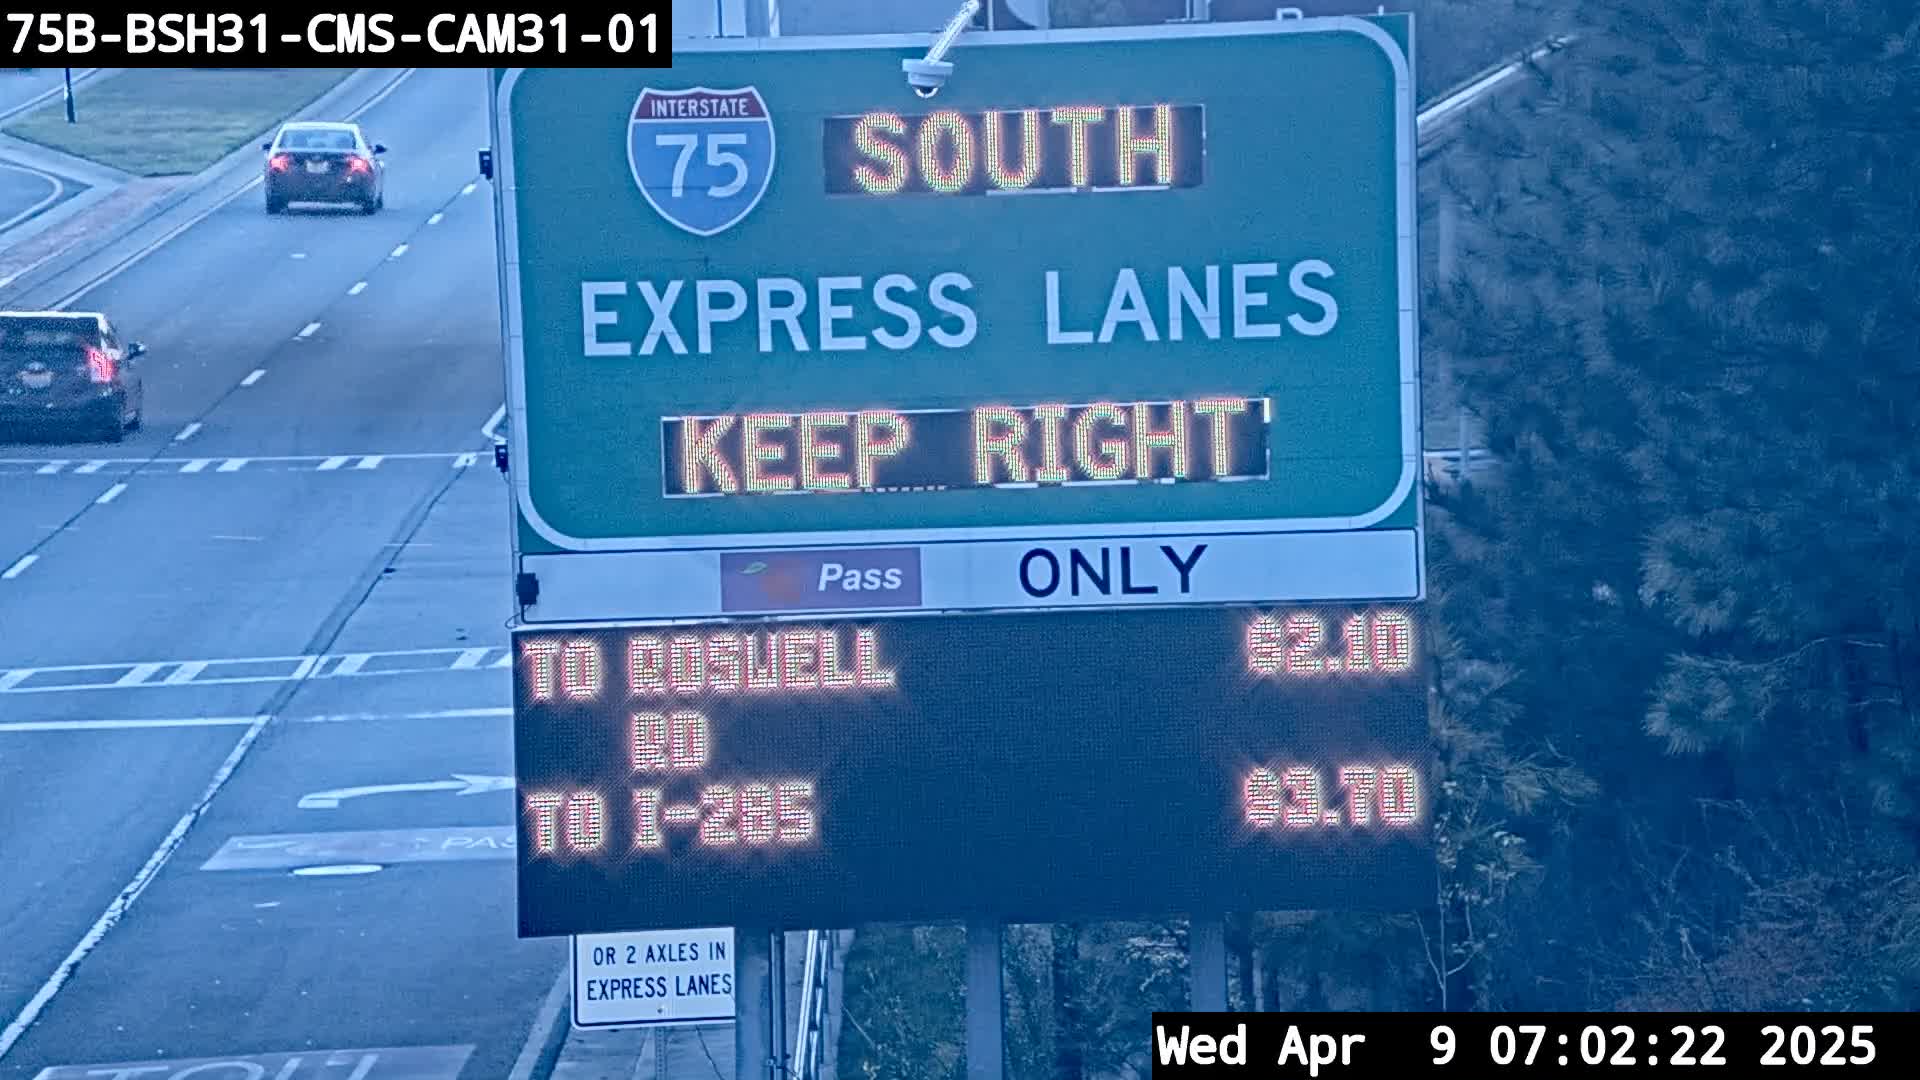 75B-BSH31-CMS-CAM31-01
INTERSTATE
75
SOUTH
EXPRESS LANES
KEEP RIGHT
Pass ONLY
TO ROSWELL $2.10
RD
TO I-285 $3.70
OR 2 AXLES IN
EXPRESS LANES
Wed Apr 9 07:02:22 2025